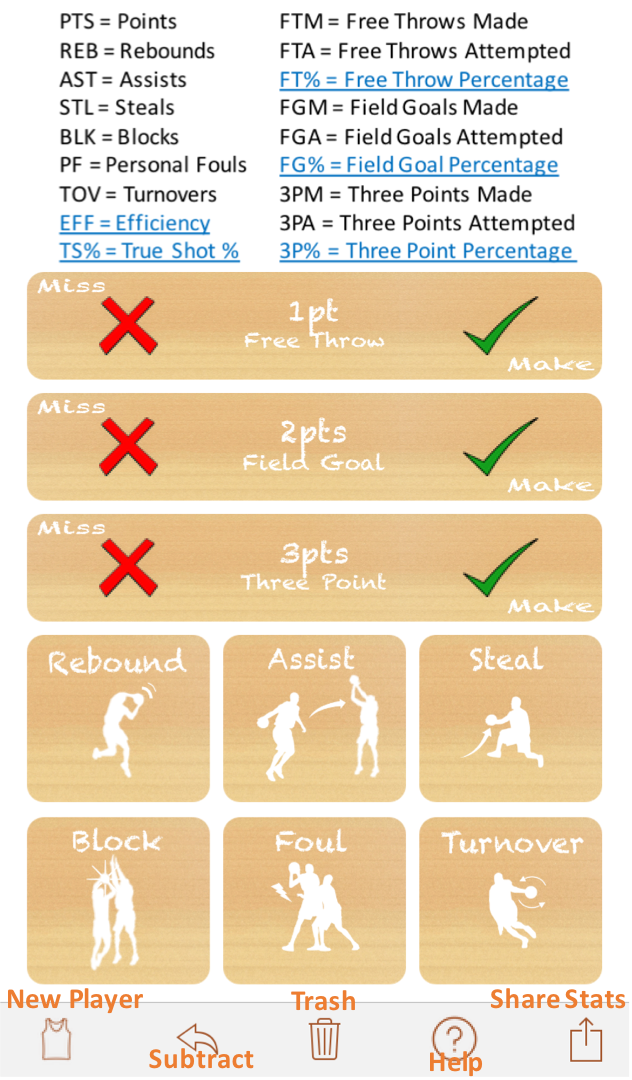 PTS = Points
REB = Rebounds
AST = Assists
STL = Steals
BLK = Blocks
PF = Personal Fouls
TOV = Turnovers
EFF = Efficiency
TS% = True Shot %
FTM = Free Throws Made
FTA = Free Throws Attempted
FT% = Free Throw Percentage
FGM = Field Goals Made
FGA = Field Goals Attempted
FG% = Field Goal Percentage
3PM = Three Points Made
3PA = Three Points Attempted
3P% = Three Point Percentage
Miss
1pt
Free Throw
Make
Miss
2pts
Field Goal
Make
Miss
3pts
Three Point
Make
Rebound
Assist
Steal
Block
Foul
Turnover
New Player
Subtract
Trash
?
Help
Share Stats